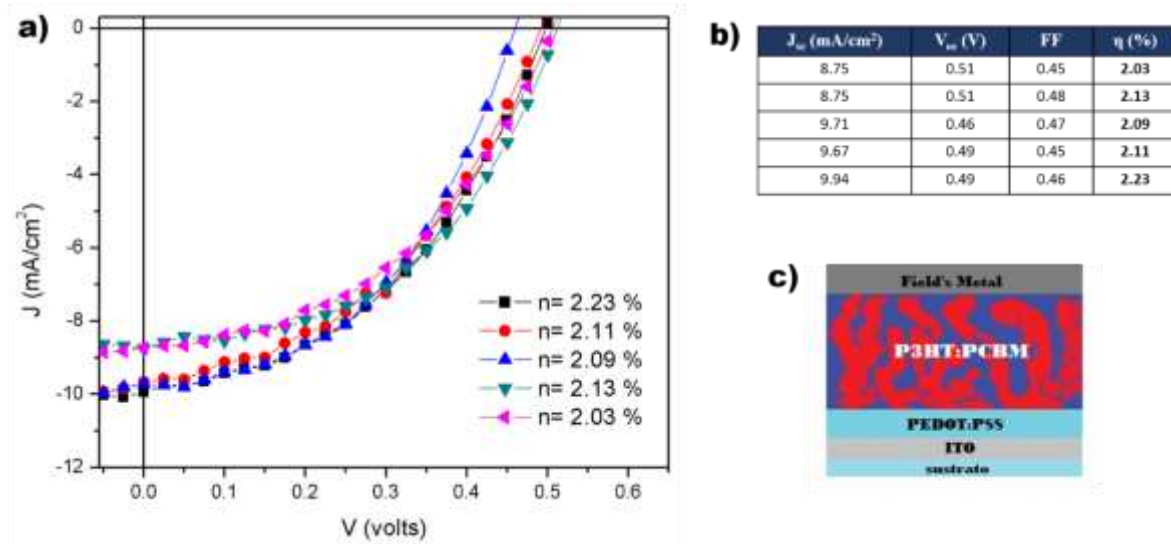 a)
0
-2
-4
-6
-8
-10
-12
J (mA/cm²)
0.0 0.1 0.2 0.3 0.4 0.5 0.6
V (volts)
n= 2.23 %
n= 2.11 %
n= 2.09 %
n= 2.13 %
n= 2.03 %
b)
Jsc (mA/cm²) Voc (V) FF η (%)
8.75 0.51 0.45 2.03
8.75 0.51 0.48 2.13
9.71 0.46 0.47 2.09
9.67 0.49 0.45 2.11
9.94 0.49 0.46 2.23
c)
Field's Metal
P3HT:PCBM
PEDOT:PSS
ITO
sustrato